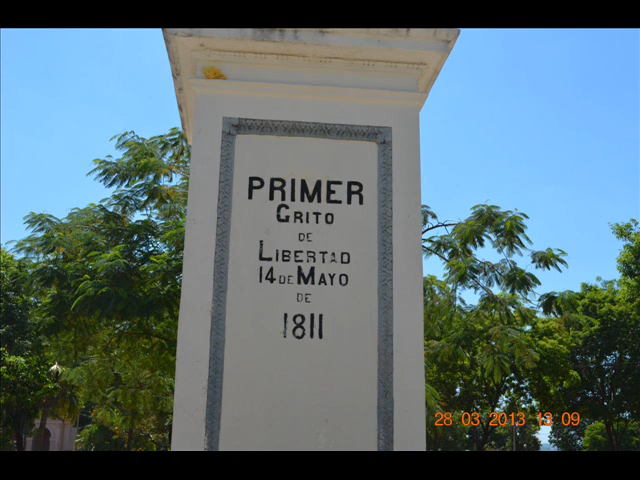 PRIMER
GRITO
DE
LIBERTAD
14 DE MAYO
DE
1811
28 03 2013 13:09